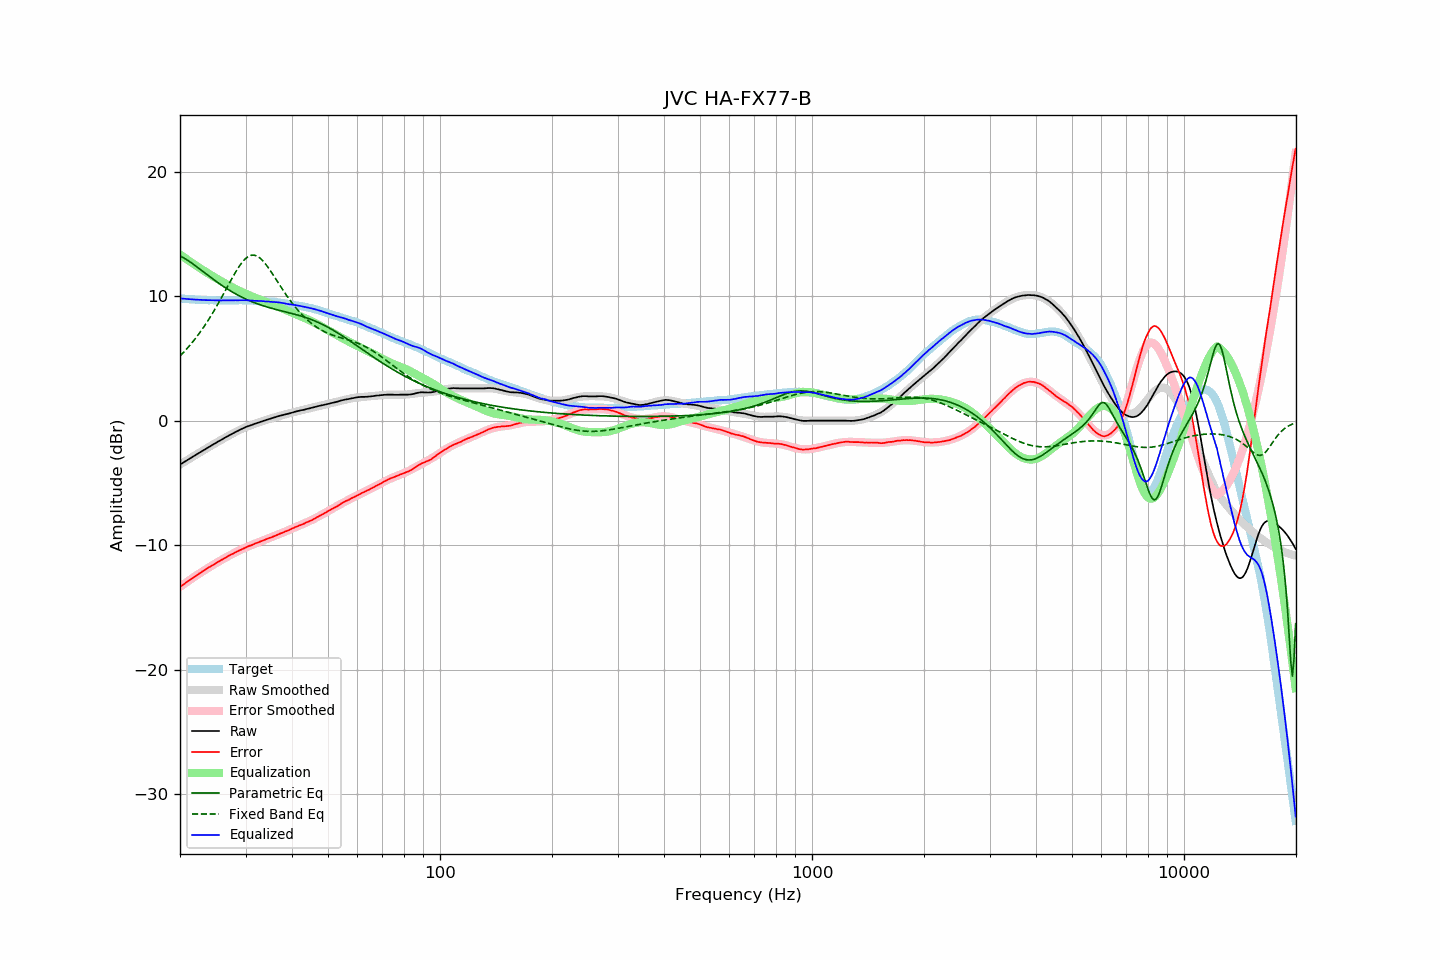 JVC HA-FX77-B
Amplitude (dBr)
20
10
0
−10
−20
−30
Target
Raw Smoothed
Error Smoothed
Raw
Error
Equalization
Parametric Eq
Fixed Band Eq
Equalized
100
1000
10000
Frequency (Hz)